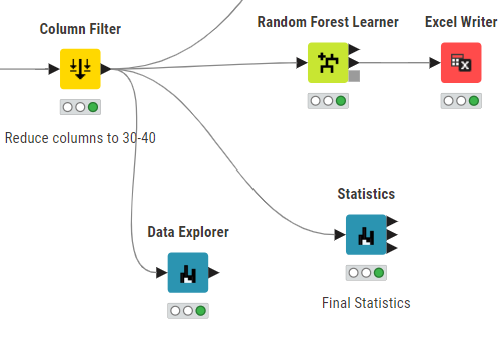 Column Filter
Random Forest Learner
Excel Writer
Reduce columns to 30-40
Statistics
Data Explorer
Final Statistics